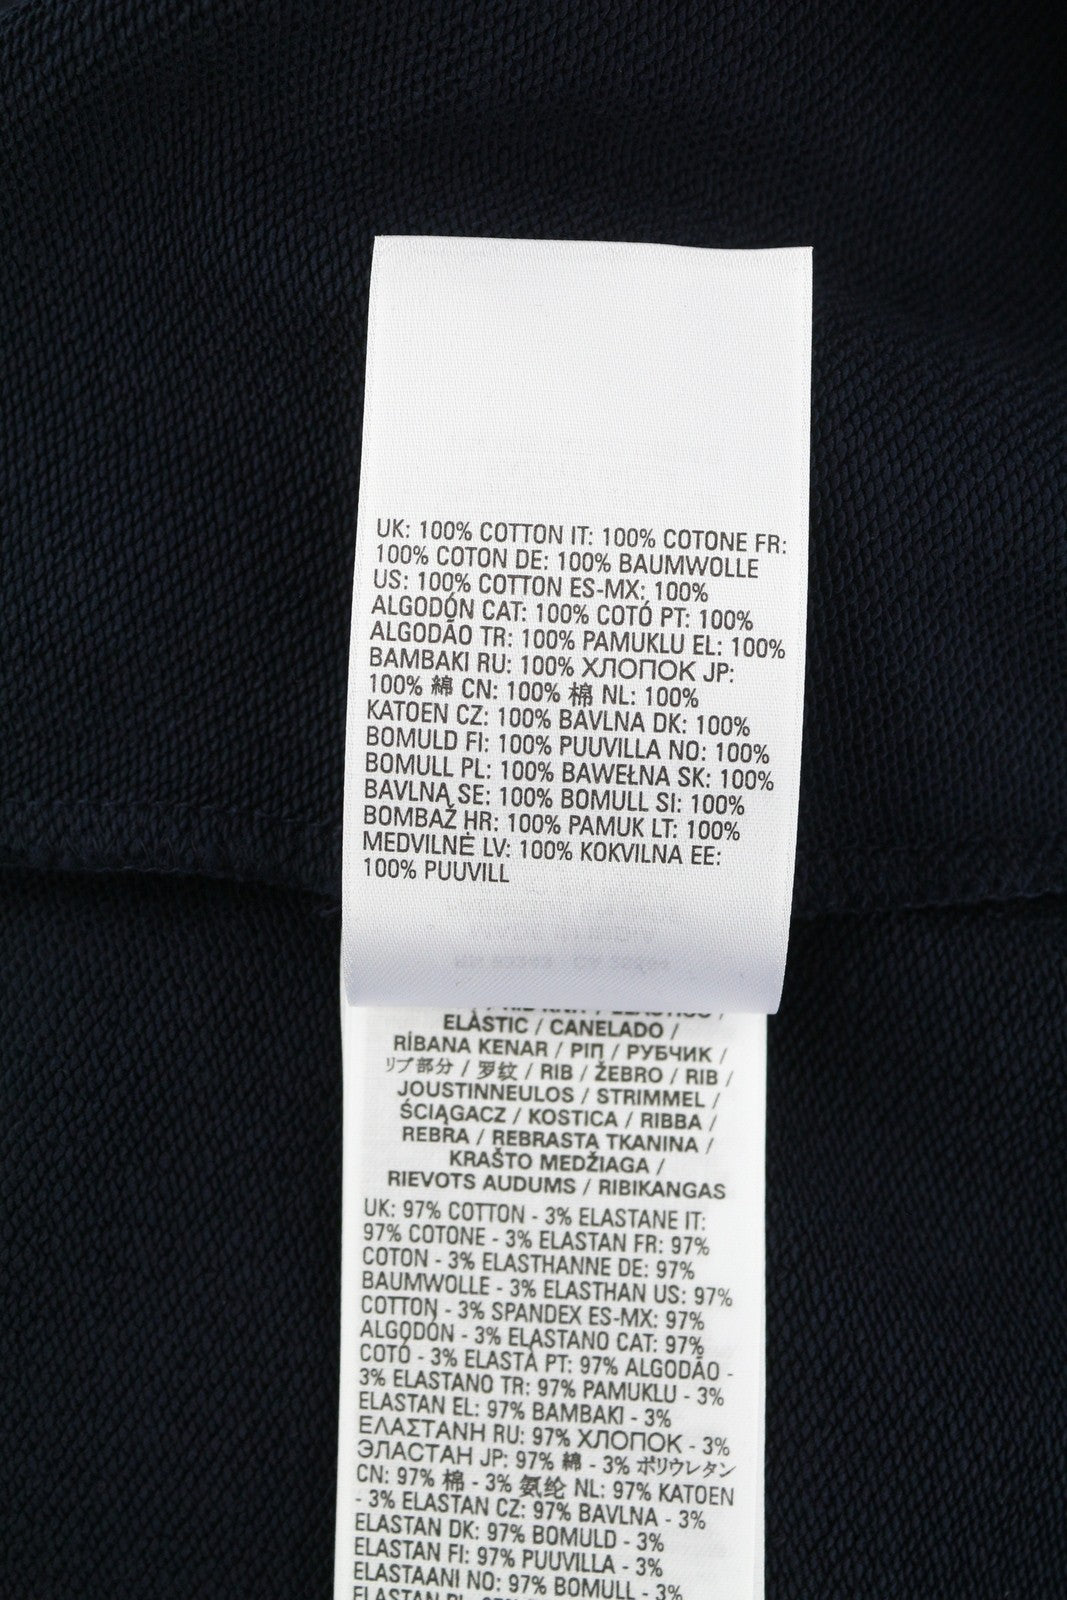 UK: 100% COTTON IT: 100% COTONE FR:
100% COTON DE: 100% BAUMWOLLE
US: 100% COTTON ES-MX: 100%
ALGODÓN CAT: 100% COTÓ PT: 100%
ALGODÃO TR: 100% PAMUKLU EL: 100%
BAMBAKI RU: 100% ХЛОПОК JP:
100% 綿 CN: 100% 棉 NL: 100%
KATOEN CZ: 100% BAVLNA DK: 100%
BOMULD FI: 100% PUUVILLA NO: 100%
BOMULL PL: 100% BAWEŁNA SK: 100%
BAVLNA SE: 100% BOMULL SI: 100%
BOMBAŽ HR: 100% PAMUK LT: 100%
MEDVILNĖ LV: 100% KOKVILNA EE:
100% PUUVILL
ELÀSTIC / CANELADO /
RÍBANA KENAR / ΡΙΠ / РУБЧИК /
リブ部分 / 罗纹 / RIB / ŽEBRO / RIB /
JOUSTINNEULOS / STRIMMEL /
ŚCIĄGACZ / KOSTICA / RIBBA /
REBRA / REBRASTA TKANINA /
KRAŠTO MEDŽIAGA /
RIEVOTS AUDUMS / RIBIKANGAS
UK: 97% COTTON - 3% ELASTANE IT:
97% COTONE - 3% ELASTAN FR: 97%
COTON - 3% ELASTHANNE DE: 97%
BAUMWOLLE - 3% ELASTHAN US: 97%
COTTON - 3% SPANDEX ES-MX: 97%
ALGODÓN - 3% ELASTANO CAT: 97%
COTÓ - 3% ELASTÀ PT: 97% ALGODÃO -
3% ELASTANO TR: 97% PAMUKLU - 3%
ELASTAN EL: 97% BAMBAKI - 3%
ΕΛΑΣΤΑΝΗ RU: 97% ХЛОПОК - 3%
ЭЛАСТАН JP: 97% 綿 - 3% ポリウレタン
CN: 97% 棉 - 3% 氨纶 NL: 97% KATOEN
- 3% ELASTAN CZ: 97% BAVLNA - 3%
ELASTAN DK: 97% BOMULD - 3%
ELASTAN FI: 97% PUUVILLA - 3%
ELASTAANI NO: 97% BOMULL - 3%